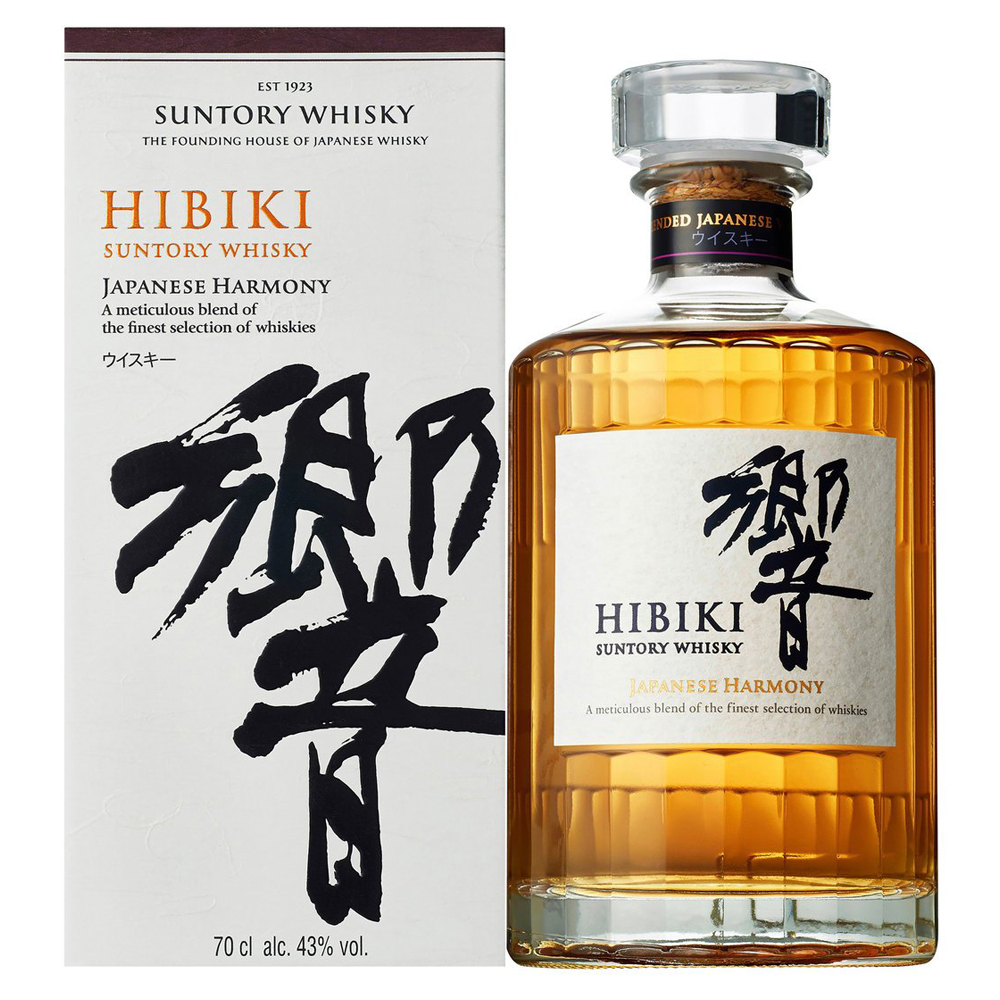 EST 1923
SUNTORY WHISKY
THE FOUNDING HOUSE OF JAPANESE WHISKY
HIBIKI
SUNTORY WHISKY
JAPANESE HARMONY
A meticulous blend of
the finest selection of whiskies
ウイスキー
響
70 cl alc. 43% vol.
JAPANESE
ウイスキー
響
HIBIKI
SUNTORY WHISKY
JAPANESE HARMONY
A meticulous blend of the finest selection of whiskies